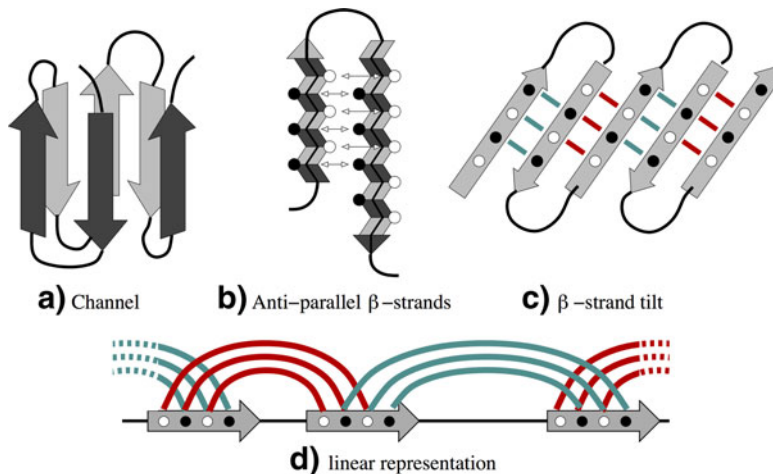 a) Channel
b) Anti−parallel β−strands
c) β−strand tilt
d) linear representation